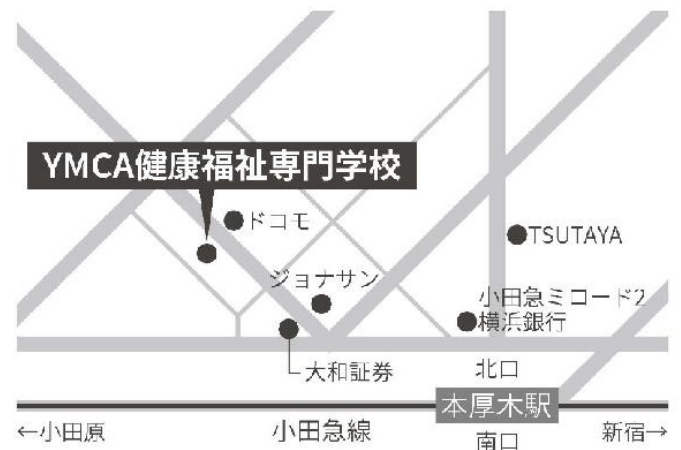 YMCA健康福祉専門学校
ドコモ
TSUTAYA
ジョナサン
小田急ミロード2
横浜銀行
大和証券
北口
本厚木駅
←小田原
小田急線
南口
新宿→